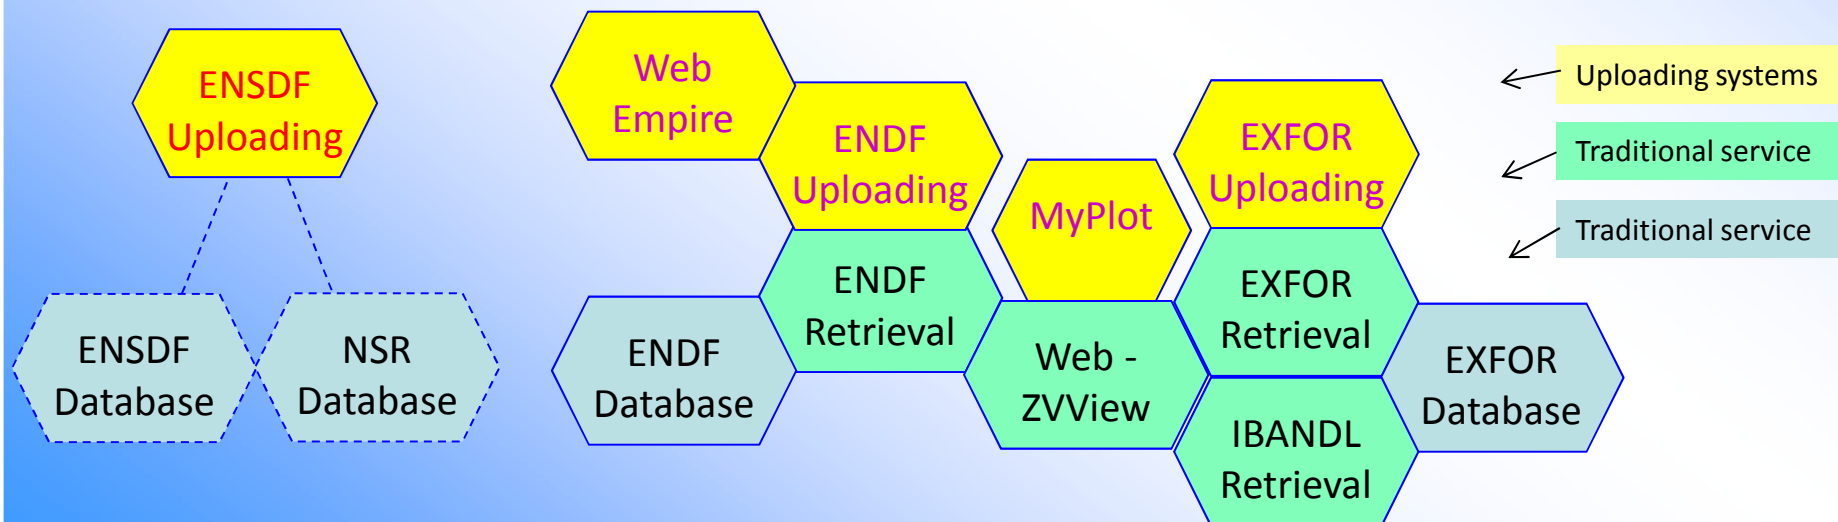 ENSDF
Uploading
ENSDF
Database
NSR
Database
Web
Empire
ENDF
Uploading
MyPlot
EXFOR
Uploading
ENDF
Retrieval
EXFOR
Retrieval
ENDF
Database
Web -
ZVView
EXFOR
Database
IBANDL
Retrieval
Uploading systems
Traditional service
Traditional service